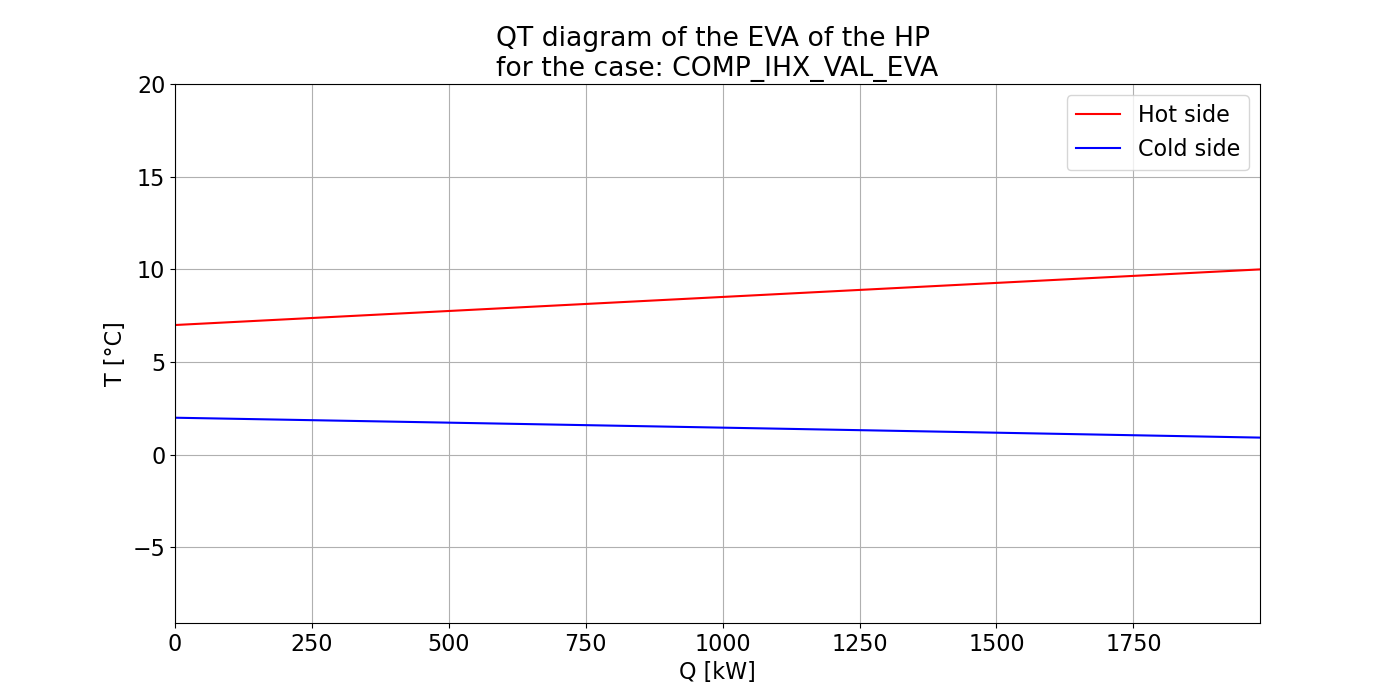 QT diagram of the EVA of the HP
for the case: COMP_IHX_VAL_EVA
Hot side
Cold side
20
15
10
5
0
−5
T [°C]
0 250 500 750 1000 1250 1500 1750
Q [kW]